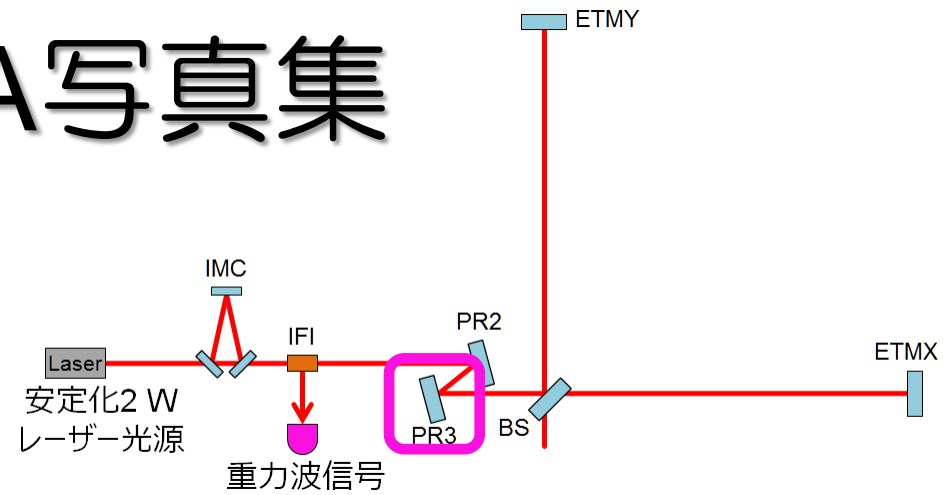 A写真集
ETMY
IMC
IFI
PR2
ETMX
Laser
安定化2 W
レーザー光源
PR3
BS
重力波信号